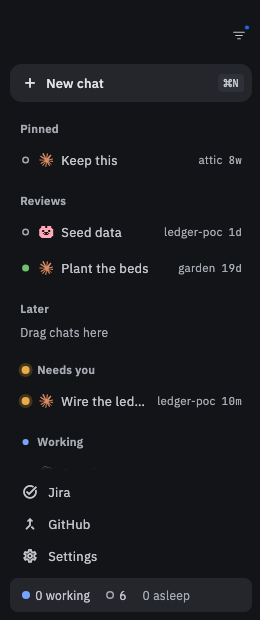 New chat ⌘N
Pinned
Keep this attic 8w
Reviews
Seed data ledger-poc 1d
Plant the beds garden 19d
Later
Drag chats here
Needs you
Wire the led... ledger-poc 10m
Working
Jira
GitHub
Settings
0 working 6 0 asleep